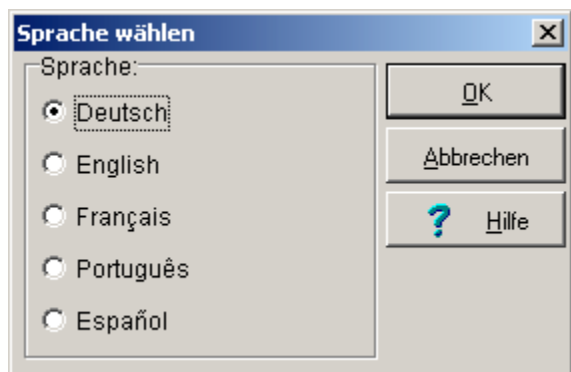 Sprache wählen
Sprache:
Deutsch
English
Français
Português
Español
OK
Abbrechen
? Hilfe